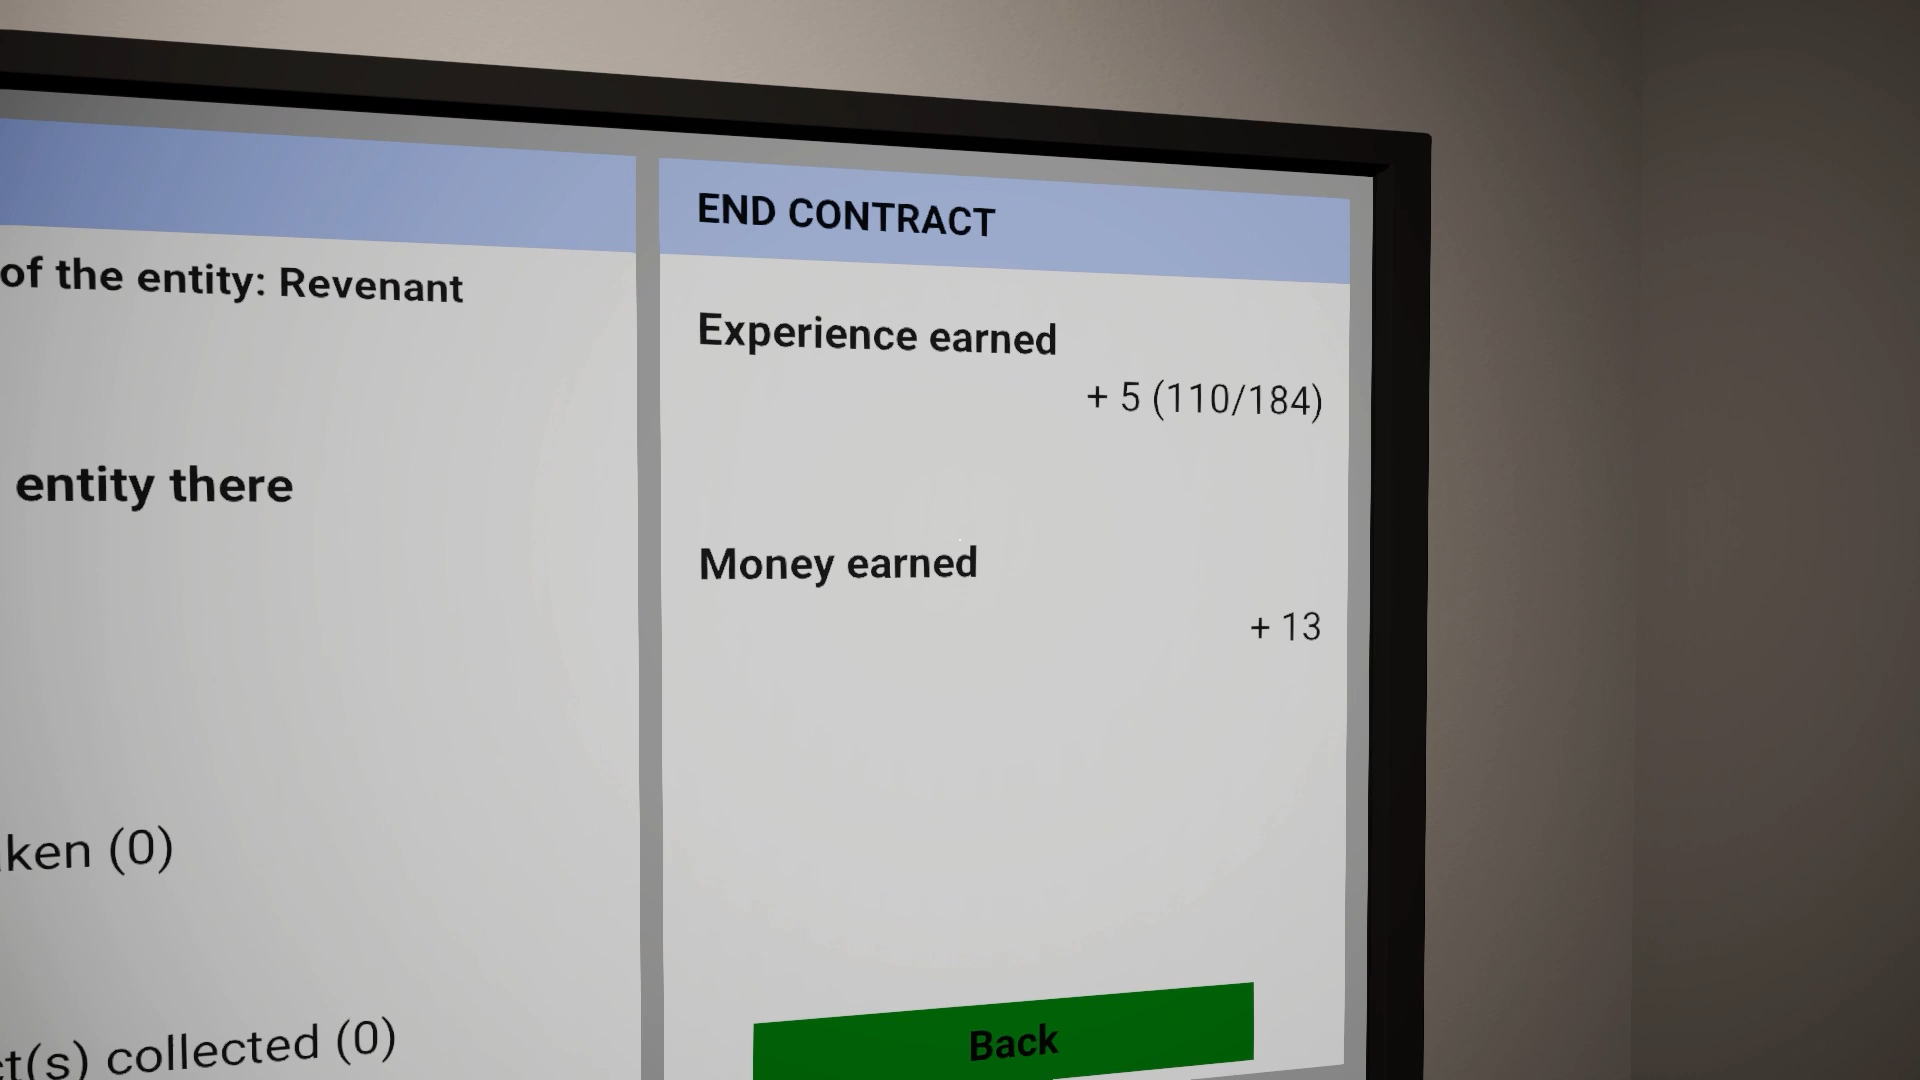 of the entity: Revenant
entity there
(0)
collected (0)
END CONTRACT
Experience earned
+ 5 (110/184)
Money earned
+ 13
Back